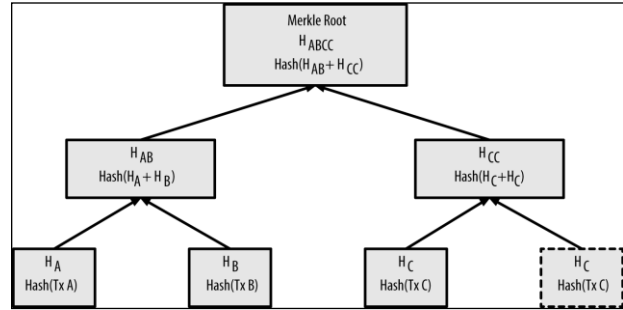 Merkle Root
H ABCC
Hash(H AB + H CC)
H AB
Hash(H A + H B)
H CC
Hash(H C+H C)
H A
Hash(Tx A)
H B
Hash(Tx B)
H C
Hash(Tx C)
H C
Hash(Tx C)